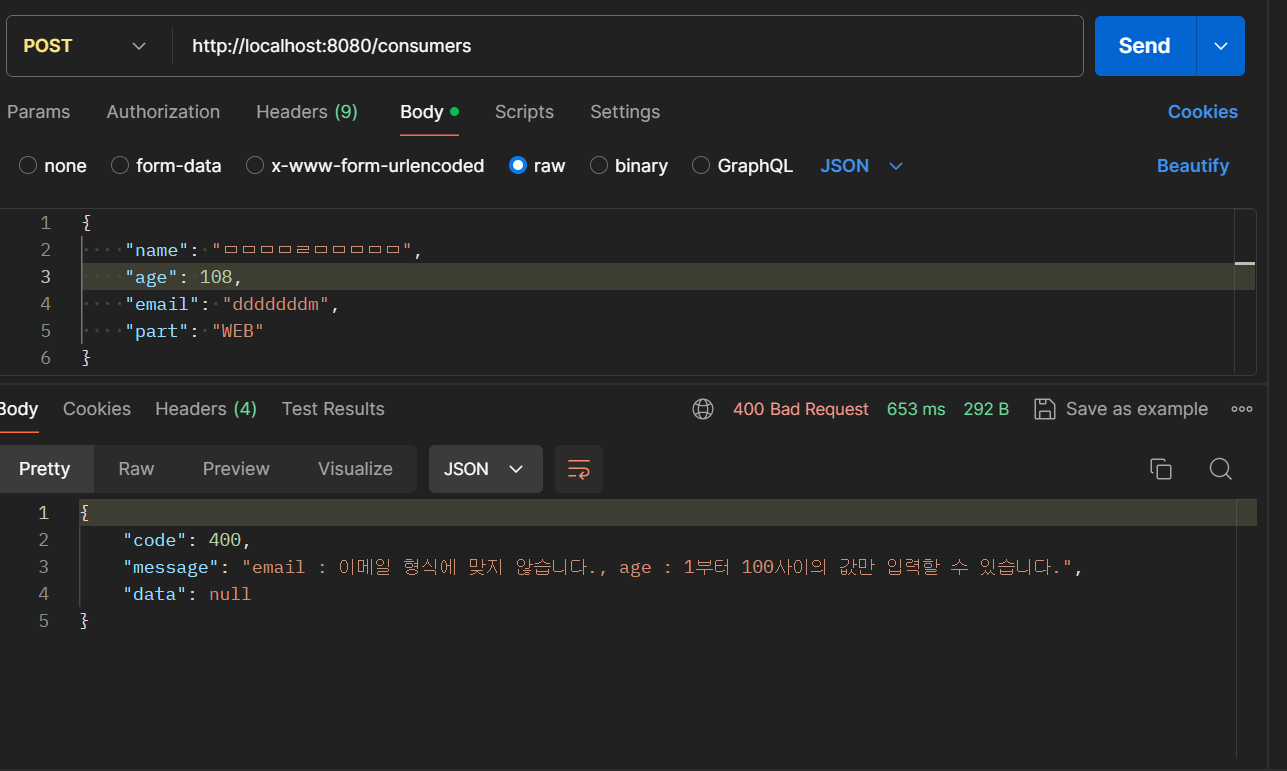 POST http://localhost:8080/consumers Send
Params Authorization Headers (9) Body Scripts Settings Cookies
none form-data x-www-form-urlencoded raw binary GraphQL JSON Beautify
1 {
2 "name": "ㅁㅁㅁㅁㄹㅁㅁㅁㅁㅁ",
3 "age": 108,
4 "email": "dddddddm",
5 "part": "WEB"
6 }
Body Cookies Headers (4) Test Results 400 Bad Request 653 ms 292 B Save as example
Pretty Raw Preview Visualize JSON
1 {
2 "code": 400,
3 "message": "email : 이메일 형식에 맞지 않습니다., age : 1부터 100사이의 값만 입력할 수 있습니다.",
4 "data": null
5 }